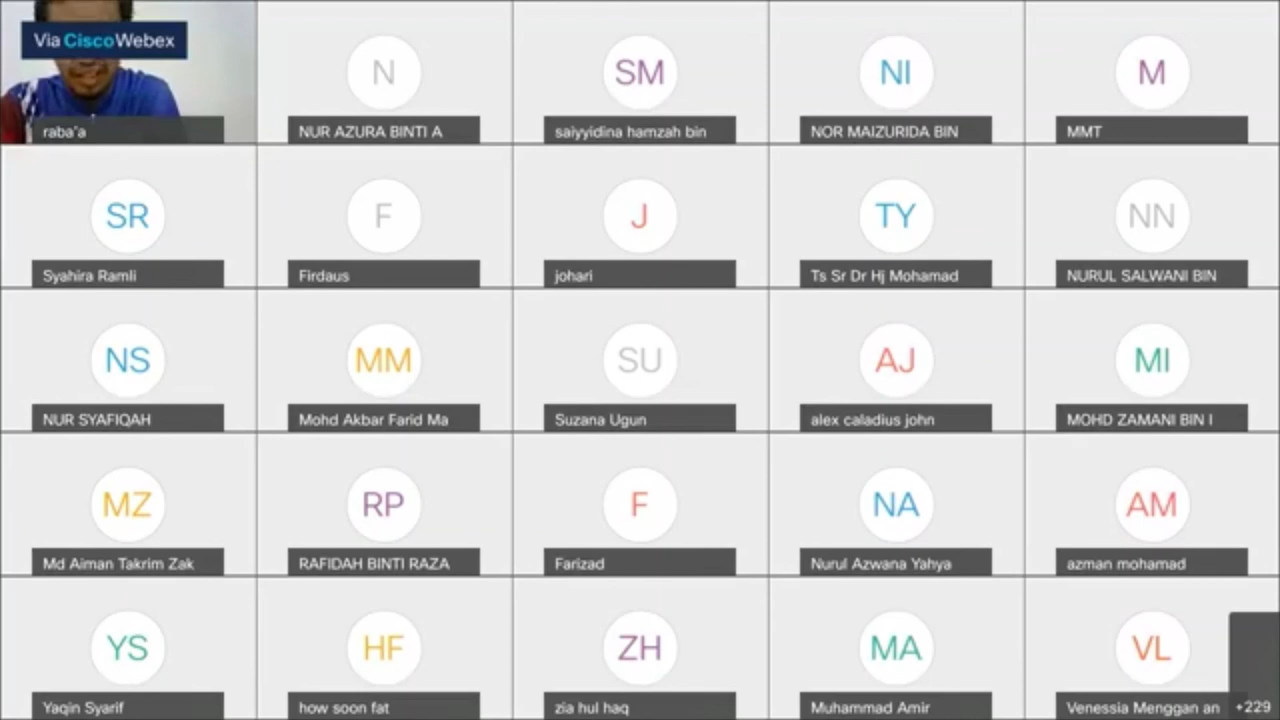 Via Cisco Webex
raba'a
N
NUR AZURA BINTI A
SM
saiyyidina hamzah bin
NI
NOR MAIZURIDA BIN
M
MMT
SR
Syahira Ramli
F
Firdaus
J
johari
TY
Ts Sr Dr Hj Mohamad
NN
NURUL SALWANI BIN
NS
NUR SYAFIQAH
MM
Mohd Akbar Farid Ma
SU
Suzana Ugun
AJ
alex caladius john
MI
MOHD ZAMANI BIN I
MZ
Md Aiman Takrim Zak
RP
RAFIDAH BINTI RAZA
F
Farizad
NA
Nurul Azwana Yahya
AM
azman mohamad
YS
Yaqin Syarif
HF
how soon fat
ZH
zia hul haq
MA
Muhammad Amir
VL
Venessia Menggan an
+229